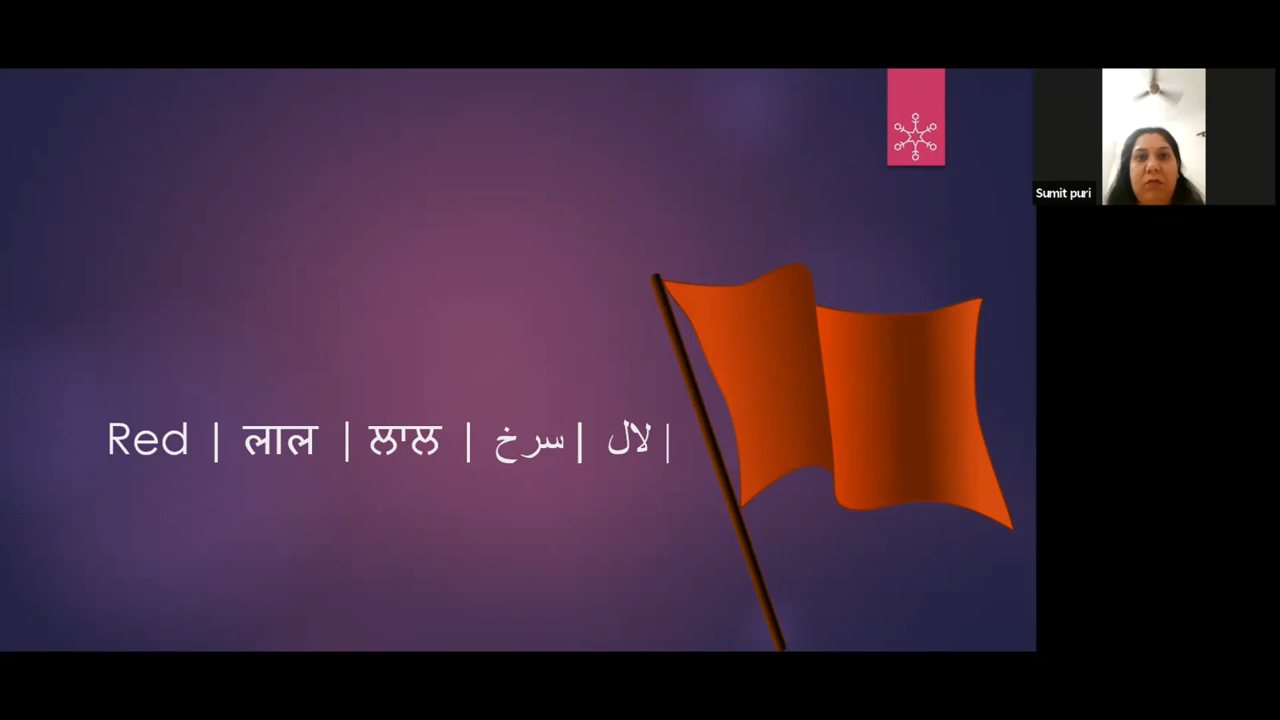 Red | लाल | ਲਾਲ | سرخ | لال |
Sumit puri